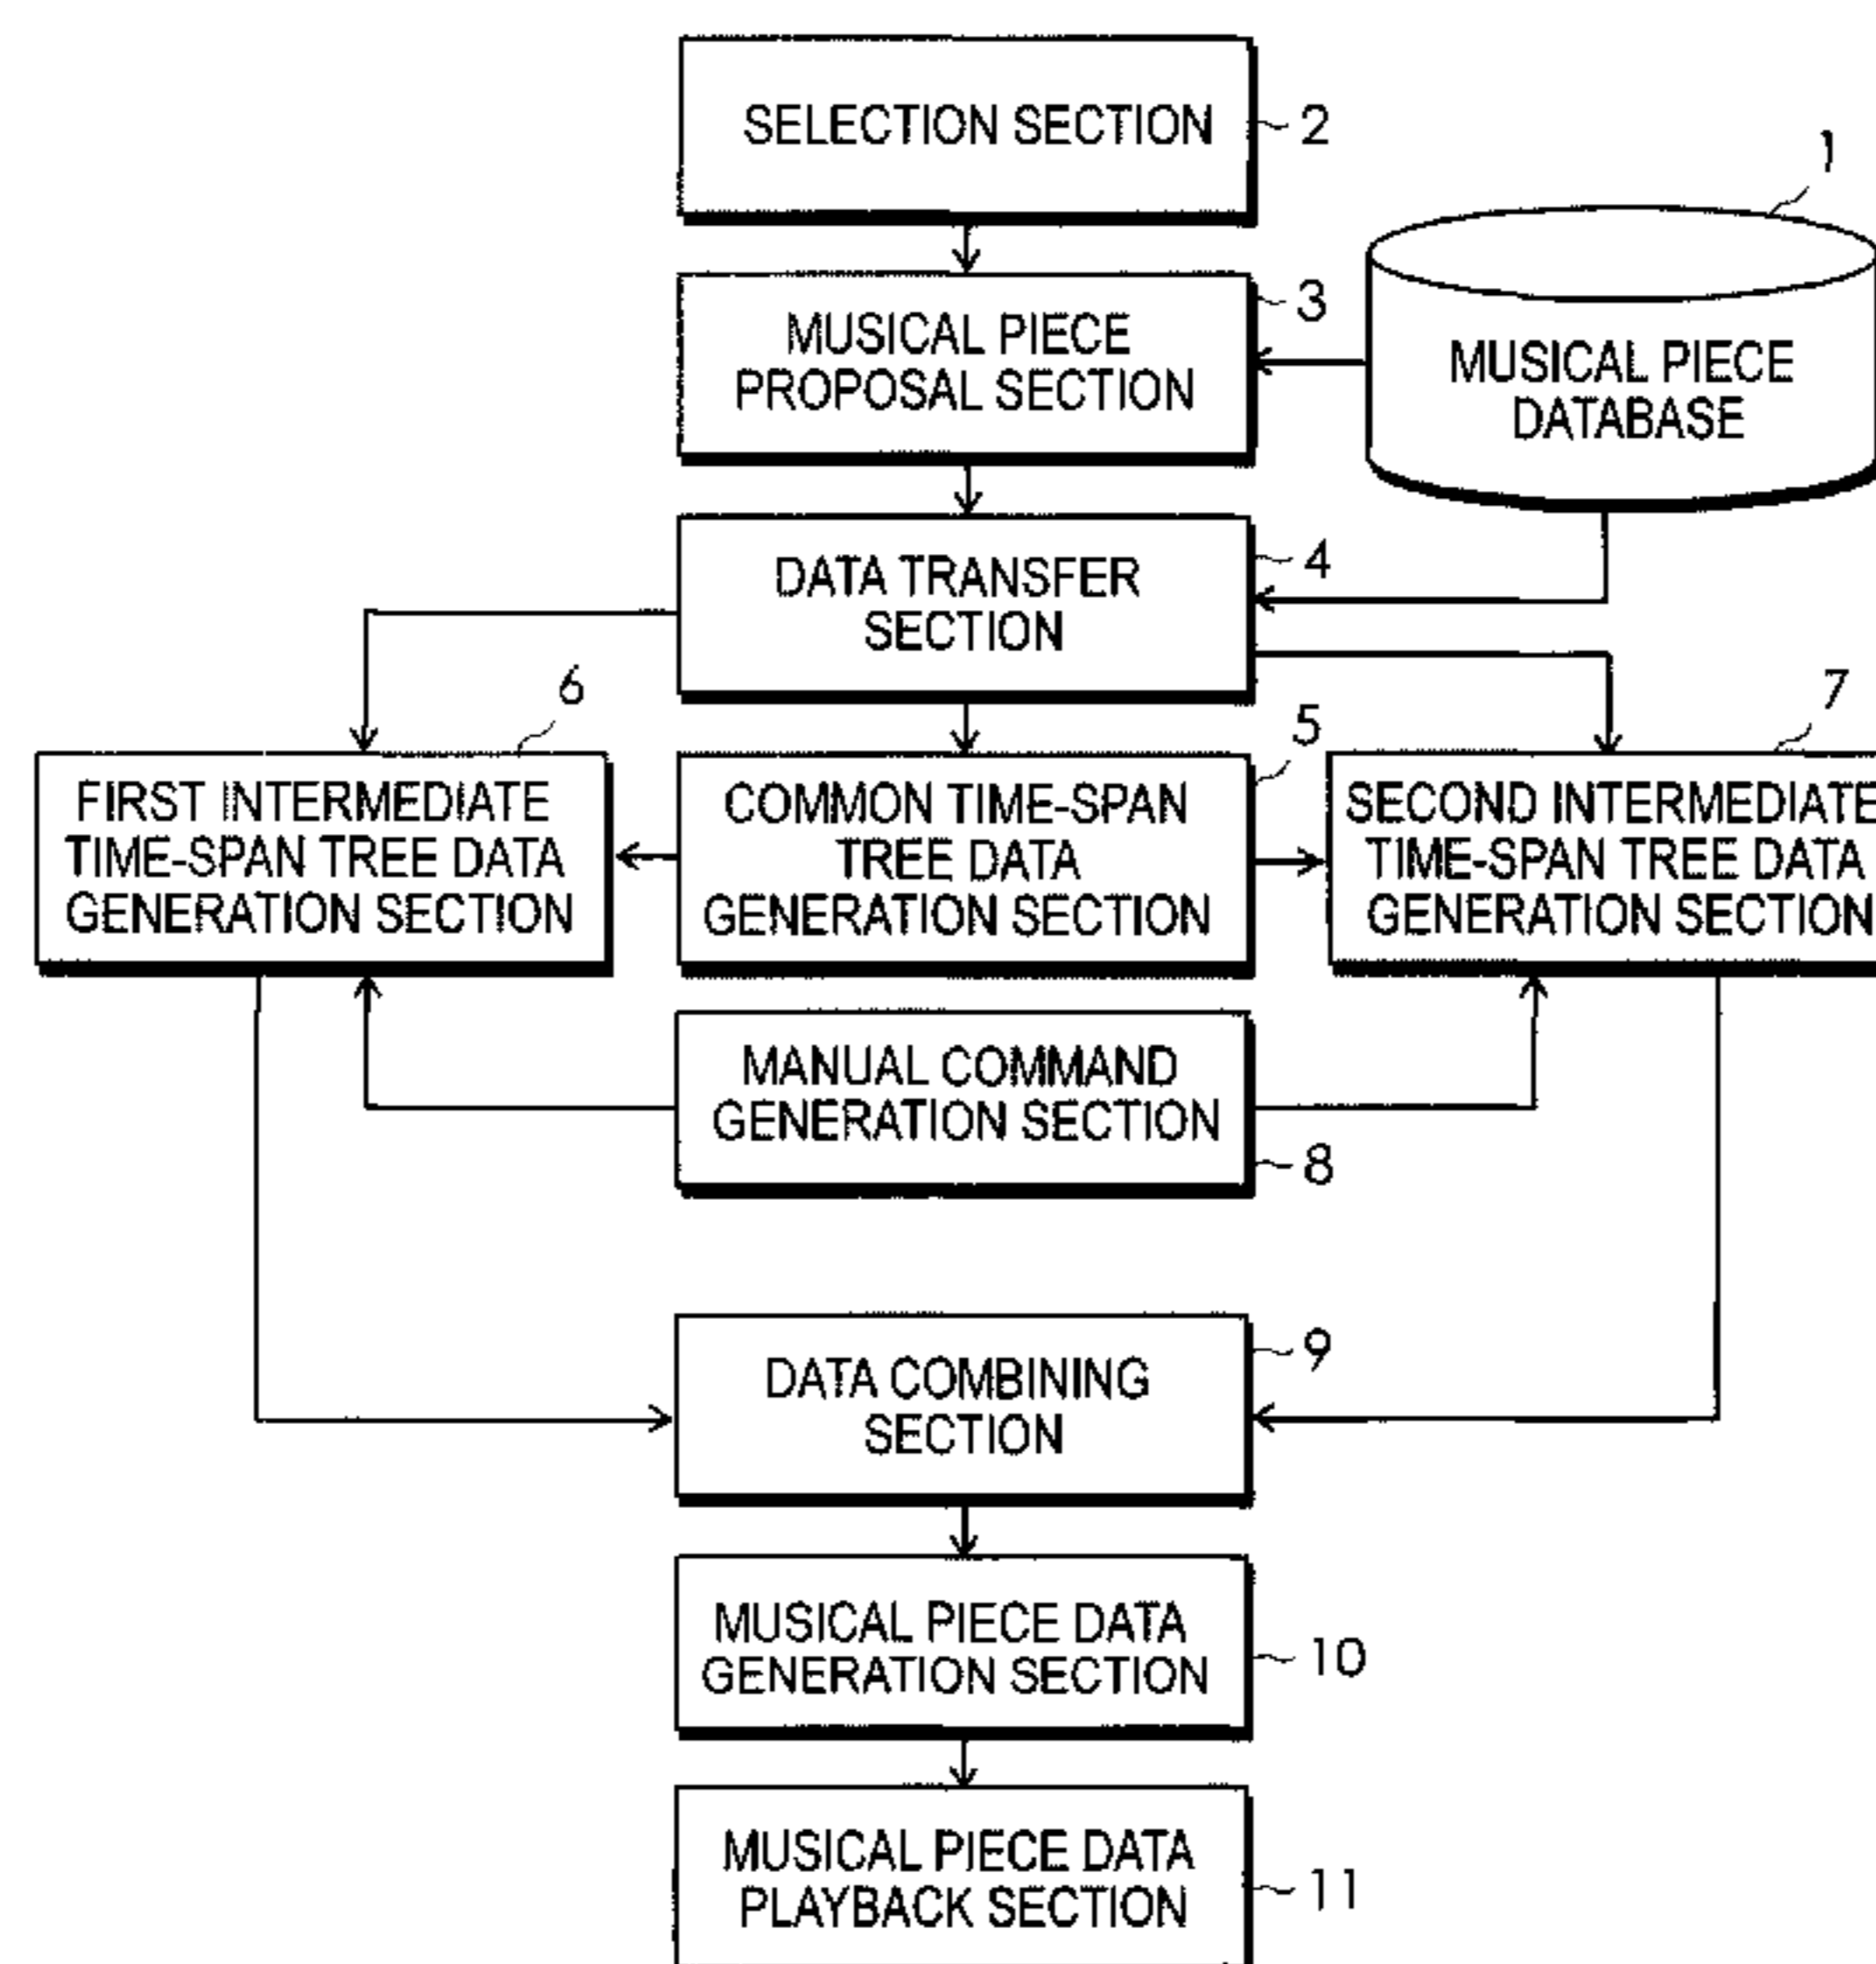 SELECTION SECTION
2
1
MUSICAL PIECE
PROPOSAL SECTION
3
MUSICAL PIECE
DATABASE
DATA TRANSFER
SECTION
4
6
FIRST INTERMEDIATE
TIME-SPAN TREE DATA
GENERATION SECTION
5
COMMON TIME-SPAN
TREE DATA
GENERATION SECTION
7
SECOND INTERMEDIATE
TIME-SPAN TREE DATA
GENERATION SECTION
MANUAL COMMAND
GENERATION SECTION
8
DATA COMBINING
SECTION
9
MUSICAL PIECE DATA
GENERATION SECTION
10
MUSICAL PIECE DATA
PLAYBACK SECTION
11